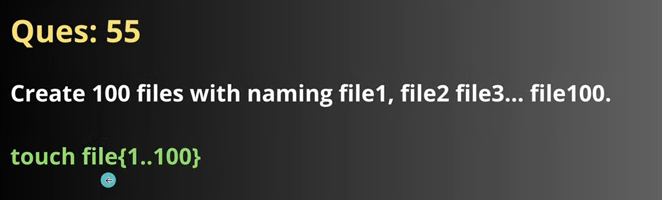 Ques: 55
Create 100 files with naming file1, file2 file3... file100.
touch file{1..100}